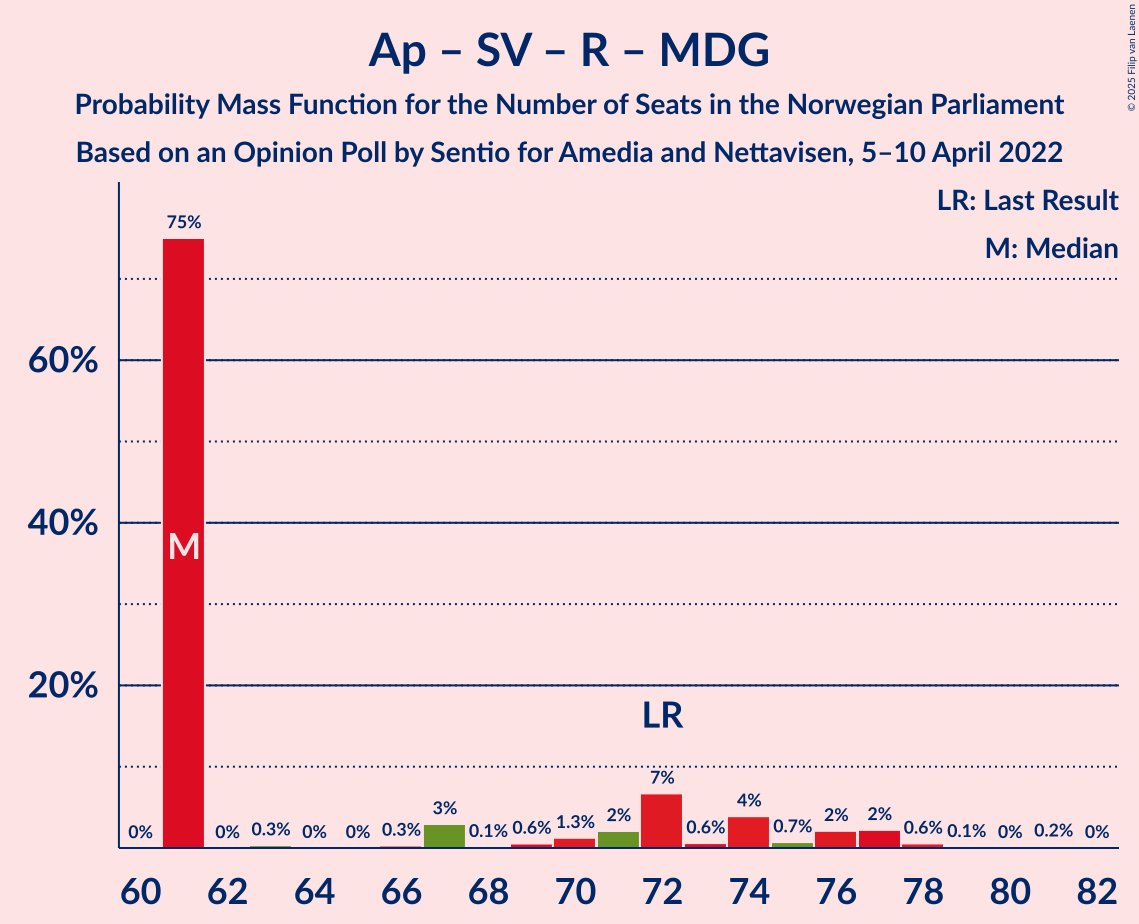 Ap – SV – R – MDG
Probability Mass Function for the Number of Seats in the Norwegian Parliament
Based on an Opinion Poll by Sentio for Amedia and Nettavisen, 5–10 April 2022
© 2025 Filip van Laenen
LR: Last Result
M: Median
75%
60%
M
40%
20%
LR
0% 0% 0.3% 0% 0% 0.3% 3% 0.1% 0.6% 1.3% 2% 7% 0.6% 4% 0.7% 2% 2% 0.6% 0.1% 0% 0.2% 0%
60 62 64 66 68 70 72 74 76 78 80 82